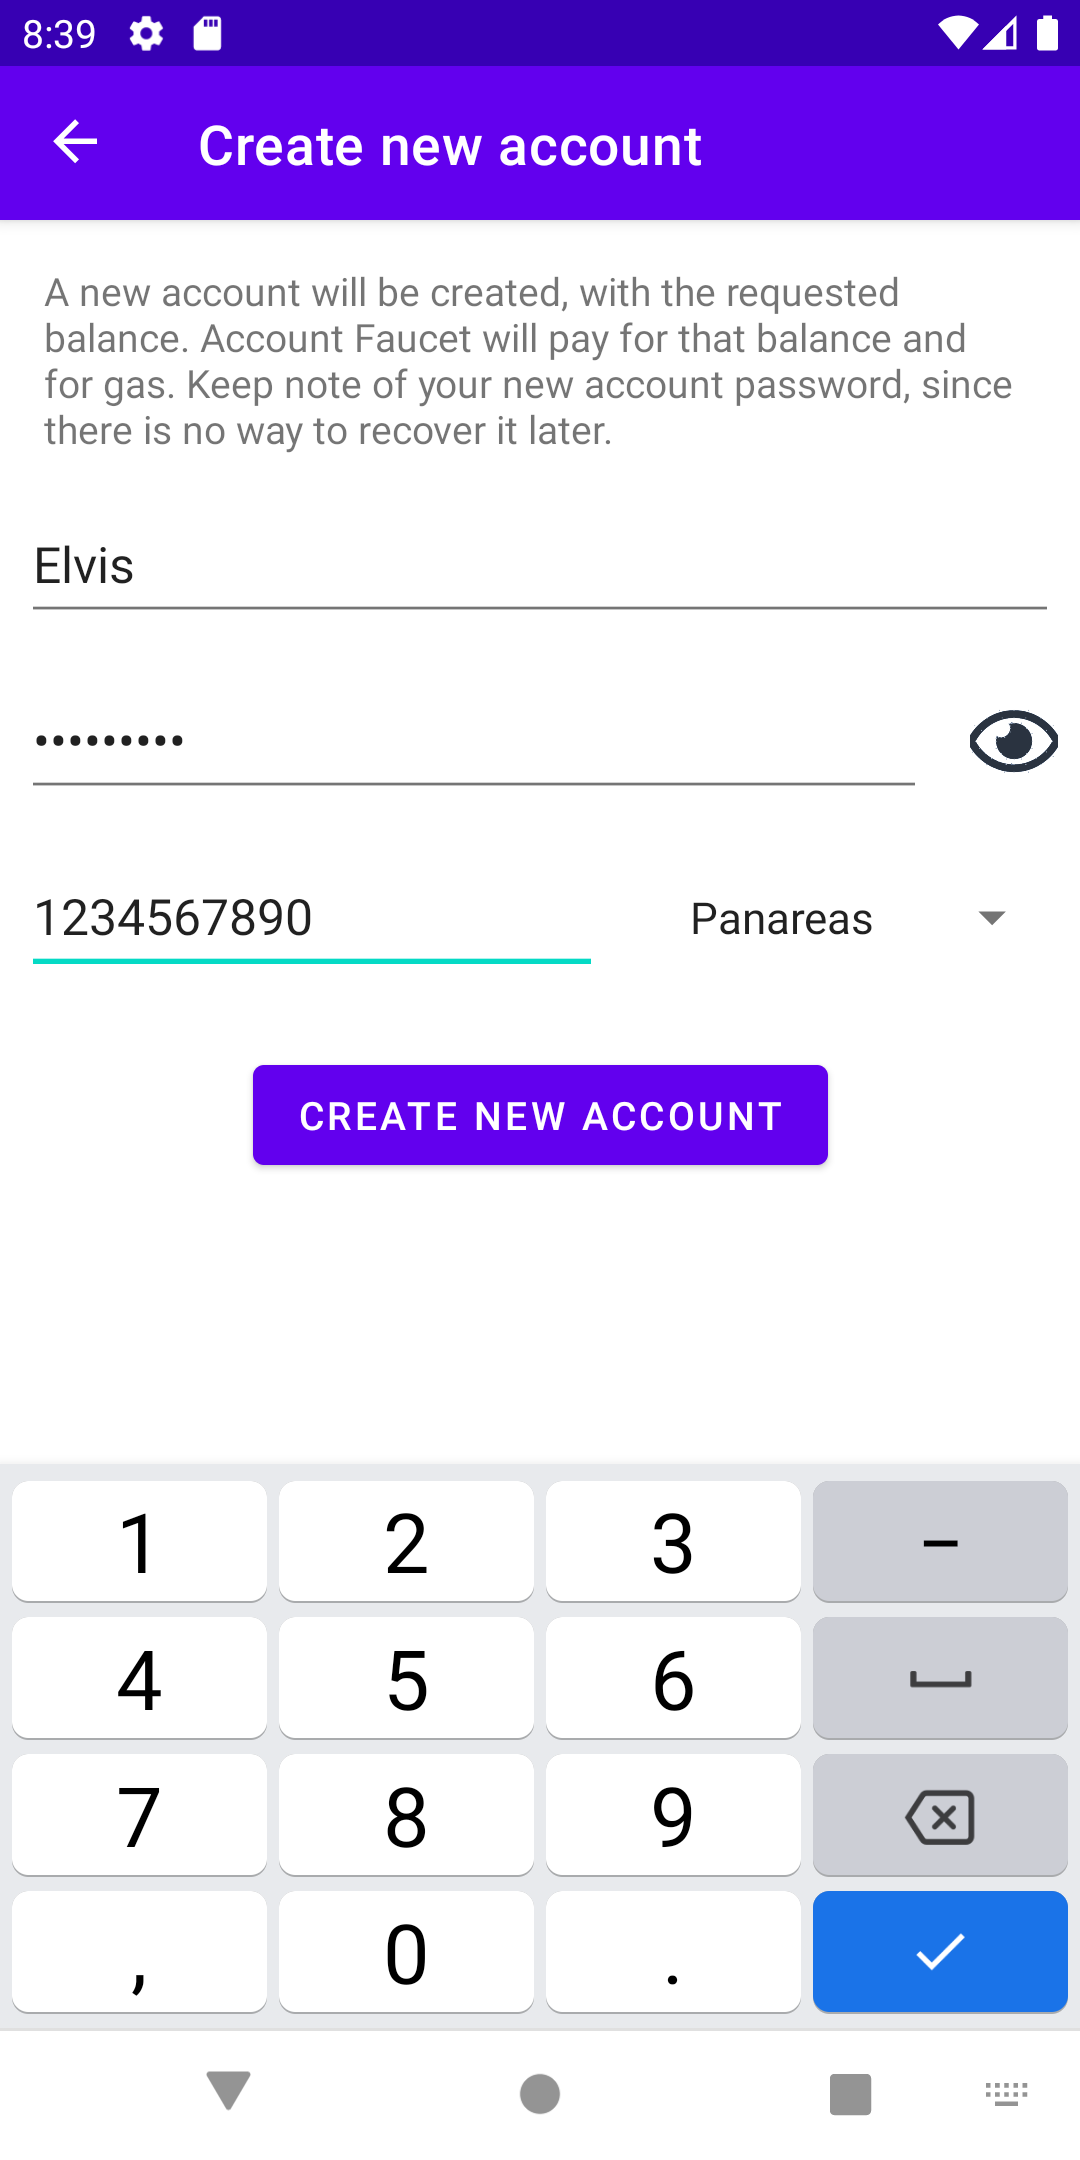 8:39
Create new account
A new account will be created, with the requested
balance. Account Faucet will pay for that balance and
for gas. Keep note of your new account password, since
there is no way to recover it later.
Elvis
•••••••••
1234567890 Panareas
CREATE NEW ACCOUNT
1 2 3 –
4 5 6
7 8 9
, 0 .